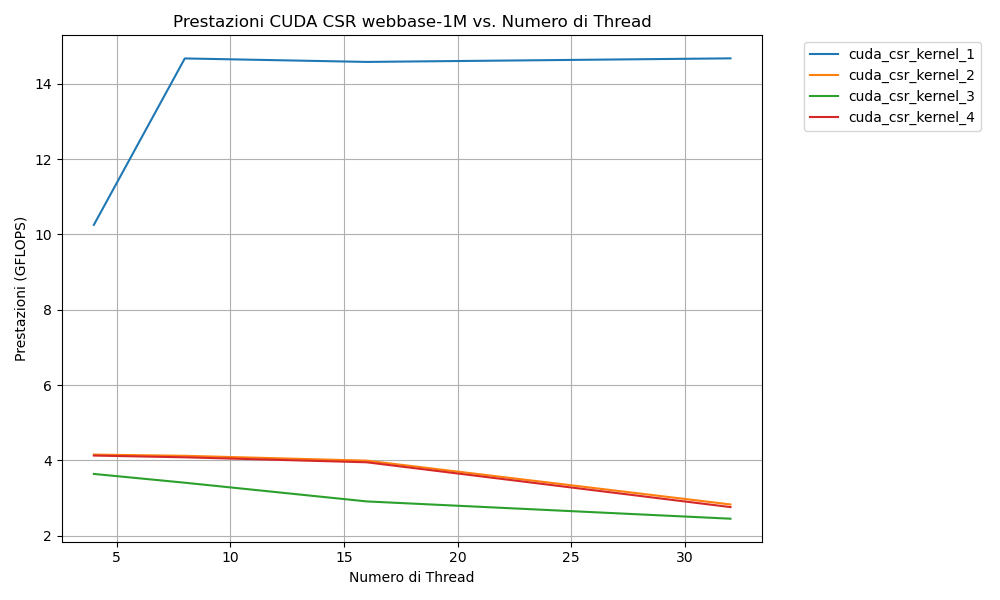 Prestazioni CUDA CSR webbase-1M vs. Numero di Thread
cuda_csr_kernel_1
cuda_csr_kernel_2
cuda_csr_kernel_3
cuda_csr_kernel_4
Prestazioni (GFLOPS)
14
12
10
8
6
4
2
5 10 15 20 25 30
Numero di Thread